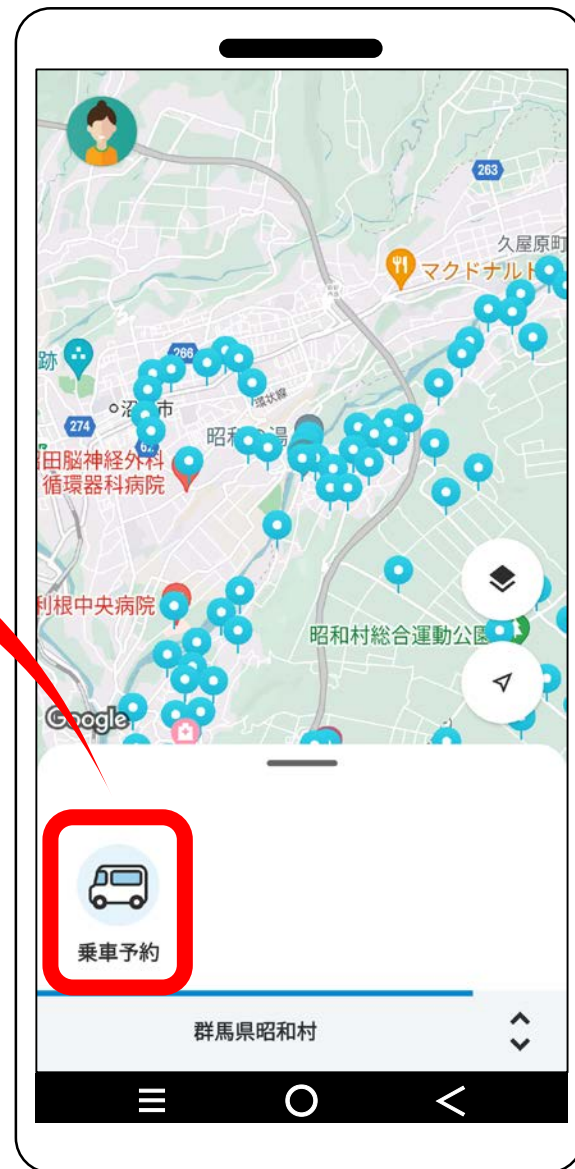 263
久屋原町
マクドナルド
跡
266
沼
市
環状線
274
62
昭和
湯
田脳神経外科
循環器科病院
利根中央病院
昭和村総合運動公園
Google
乗車予約
群馬県昭和村